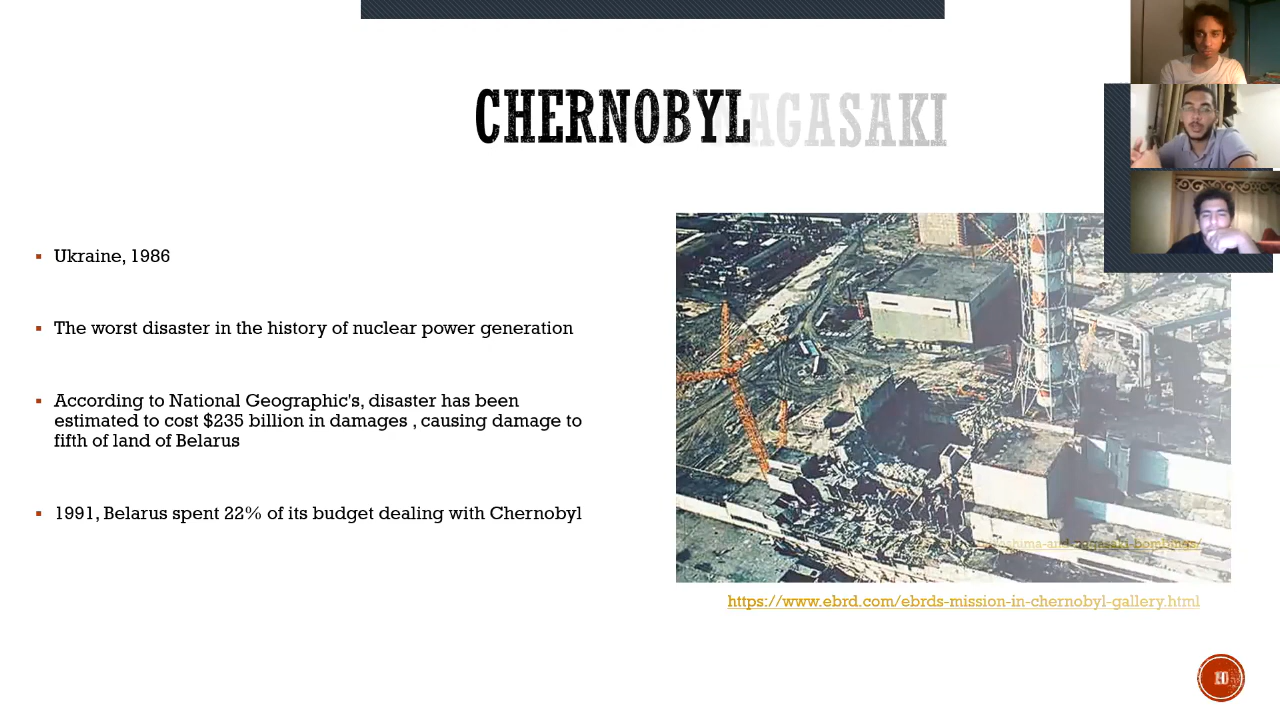 CHERNOBYL
NAGASAKI
Ukraine, 1986
The worst disaster in the history of nuclear power generation
According to National Geographic's, disaster has been
estimated to cost $235 billion in damages , causing damage to
fifth of land of Belarus
1991, Belarus spent 22% of its budget dealing with Chernobyl
https://www.ebrd.com/ebrds-mission-in-chernobyl-gallery.html